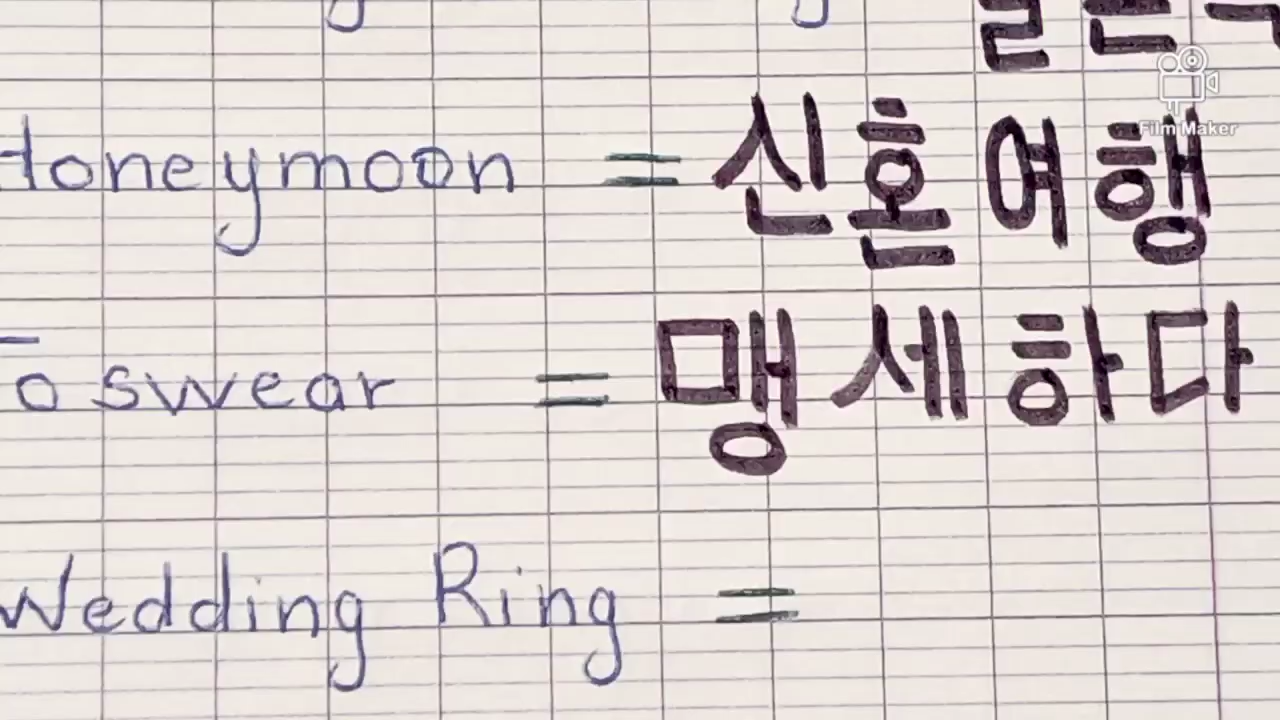 Honeymoon = 신혼여행
To swear = 맹세하다
Wedding Ring =
Film Maker